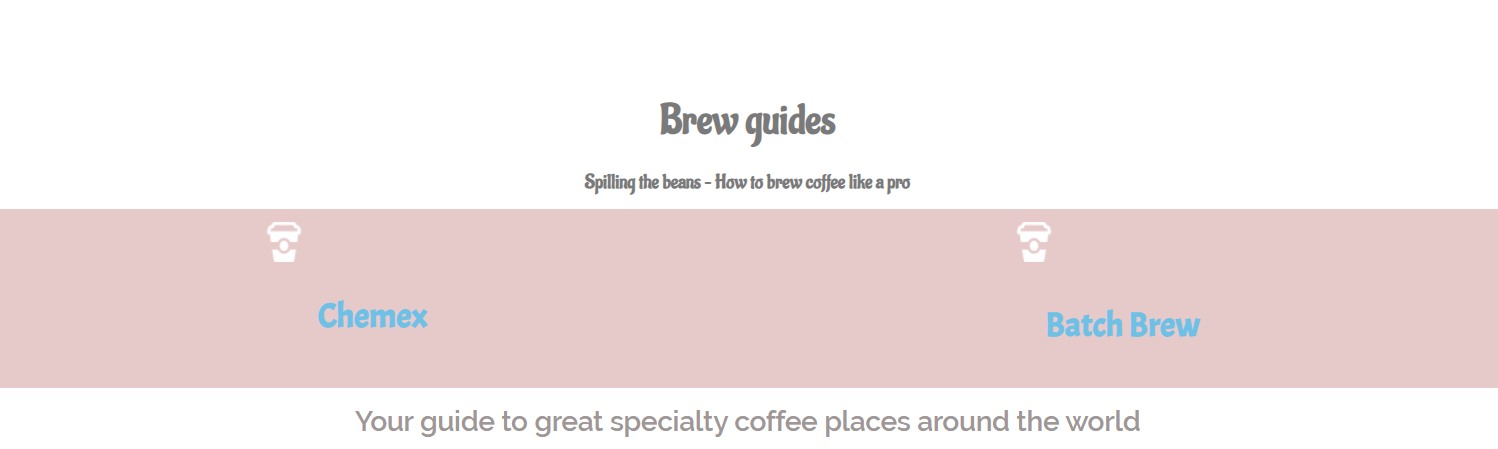 Brew guides
Spilling the beans - How to brew coffee like a pro
Chemex
Batch Brew
Your guide to great specialty coffee places around the world